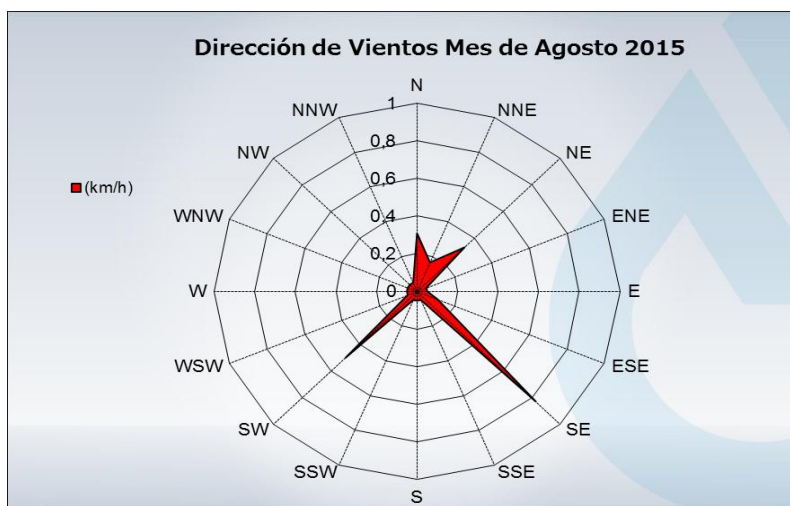 Dirección de Vientos Mes de Agosto 2015
N
NNW
1
NNE
0,8
NW
NE
0,6
(km/h)
0,4
WNW
ENE
0,2
W
0
E
WSW
ESE
SW
SE
SSW
SSE
S